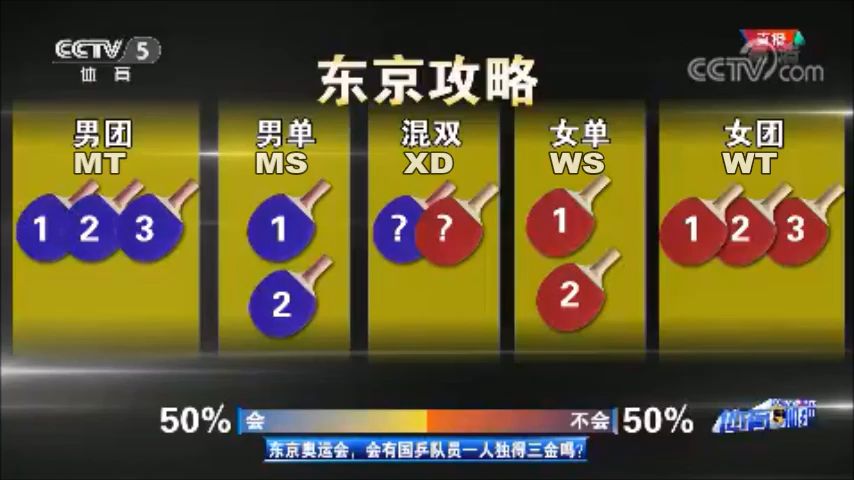 CCTV 5
体育
直播
CCTV.com
东京攻略
男团 男单 混双 女单 女团
MT MS XD WS WT
1 2 3 1 ? ? 1 1 2 3
2 2
50% 会 不会 50%
东京奥运会，会有国乒队员一人独得三金吗？